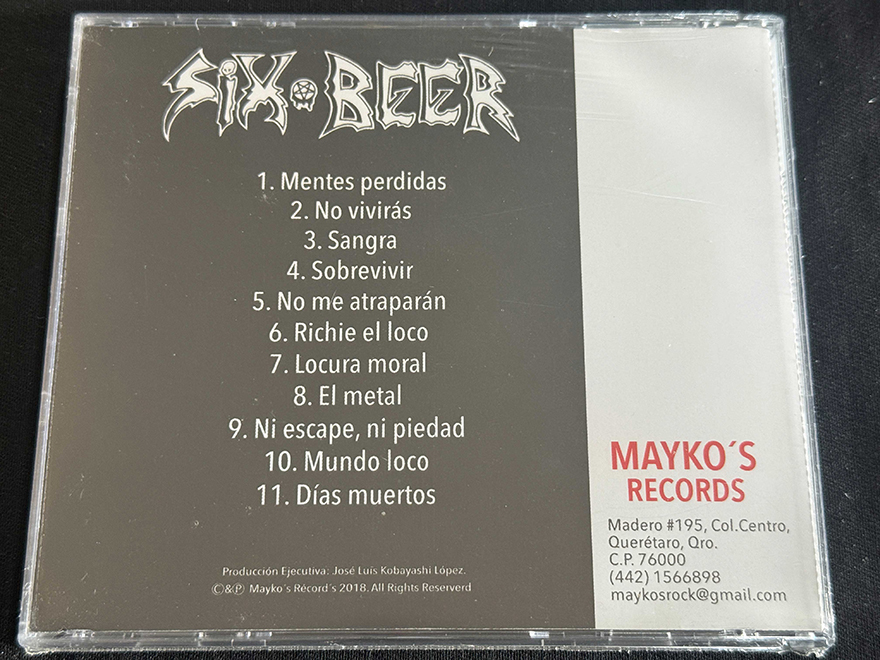 SiX BEER
1. Mentes perdidas
2. No vivirás
3. Sangra
4. Sobrevivir
5. No me atraparán
6. Richie el loco
7. Locura moral
8. El metal
9. Ni escape, ni piedad
10. Mundo loco
11. Días muertos
Producción Ejecutiva: José Luís Kobayashi López.
©&℗ Mayko´s Récord´s 2018. All Rights Reserverd
MAYKO´S
RECORDS
Madero #195, Col.Centro,
Querétaro, Qro.
C.P. 76000
(442) 1566898
maykosrock@gmail.com